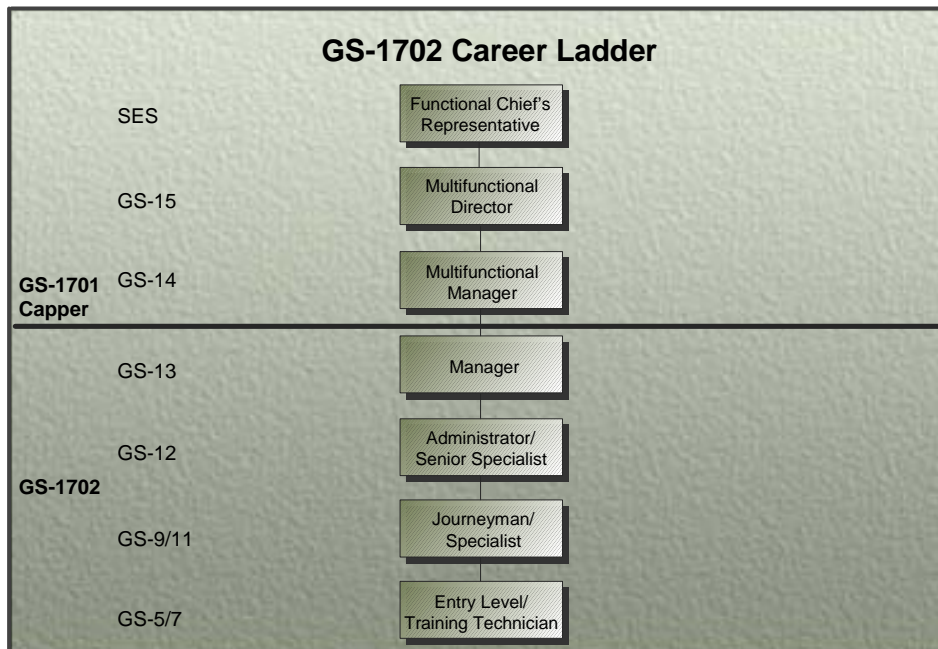 GS-1702 Career Ladder
SES
Functional Chief’s
Representative
GS-15
Multifunctional
Director
GS-1701
Capper
GS-14
Multifunctional
Manager
GS-13
Manager
GS-12
Administrator/
Senior Specialist
GS-1702
GS-9/11
Journeyman/
Specialist
GS-5/7
Entry Level/
Training Technician